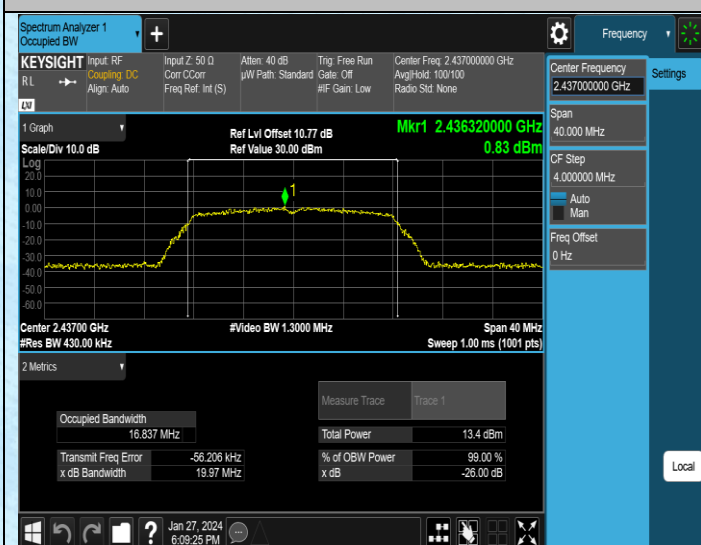 Spectrum Analyzer 1
Occupied BW
Frequency
KEYSIGHT
RL
LXI
Input: RF
Coupling: DC
Align: Auto
Input Z: 50 Ω
Corr CCorr
Freq Ref: Int (S)
Atten: 40 dB
µW Path: Standard
Trig: Free Run
Gate: Off
#IF Gain: Low
Center Freq: 2.437000000 GHz
Avg|Hold: 100/100
Radio Std: None
Center Frequency
2.437000000 GHz
Settings
Span
40.000 MHz
CF Step
4.000000 MHz
Auto
Man
Freq Offset
0 Hz
Local
1 Graph
Scale/Div 10.0 dB
Ref Lvl Offset 10.77 dB
Ref Value 30.00 dBm
Mkr1 2.436320000 GHz
0.83 dBm
Log
20.0
10.0
0.00
-10.0
-20.0
-30.0
-40.0
-50.0
-60.0
1
Center 2.43700 GHz
#Video BW 1.3000 MHz
Span 40 MHz
#Res BW 430.00 kHz
Sweep 1.00 ms (1001 pts)
2 Metrics
Measure Trace
Trace 1
Occupied Bandwidth
16.837 MHz
Total Power
13.4 dBm
Transmit Freq Error
-56.206 kHz
% of OBW Power
99.00 %
x dB Bandwidth
19.97 MHz
x dB
-26.00 dB
?
Jan 27, 2024
6:09:25 PM